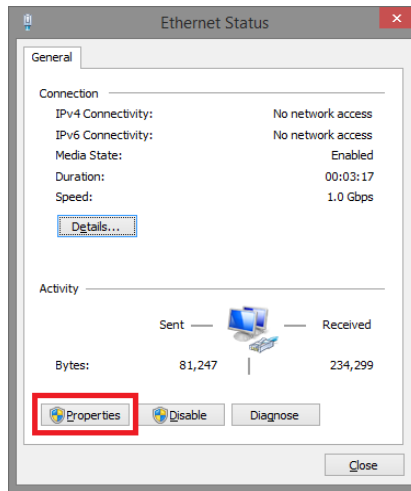 Ethernet Status
General
Connection
IPv4 Connectivity: No network access
IPv6 Connectivity: No network access
Media State: Enabled
Duration: 00:03:17
Speed: 1.0 Gbps
Details...
Activity
Sent Received
Bytes: 81,247 234,299
Properties Disable Diagnose
Close